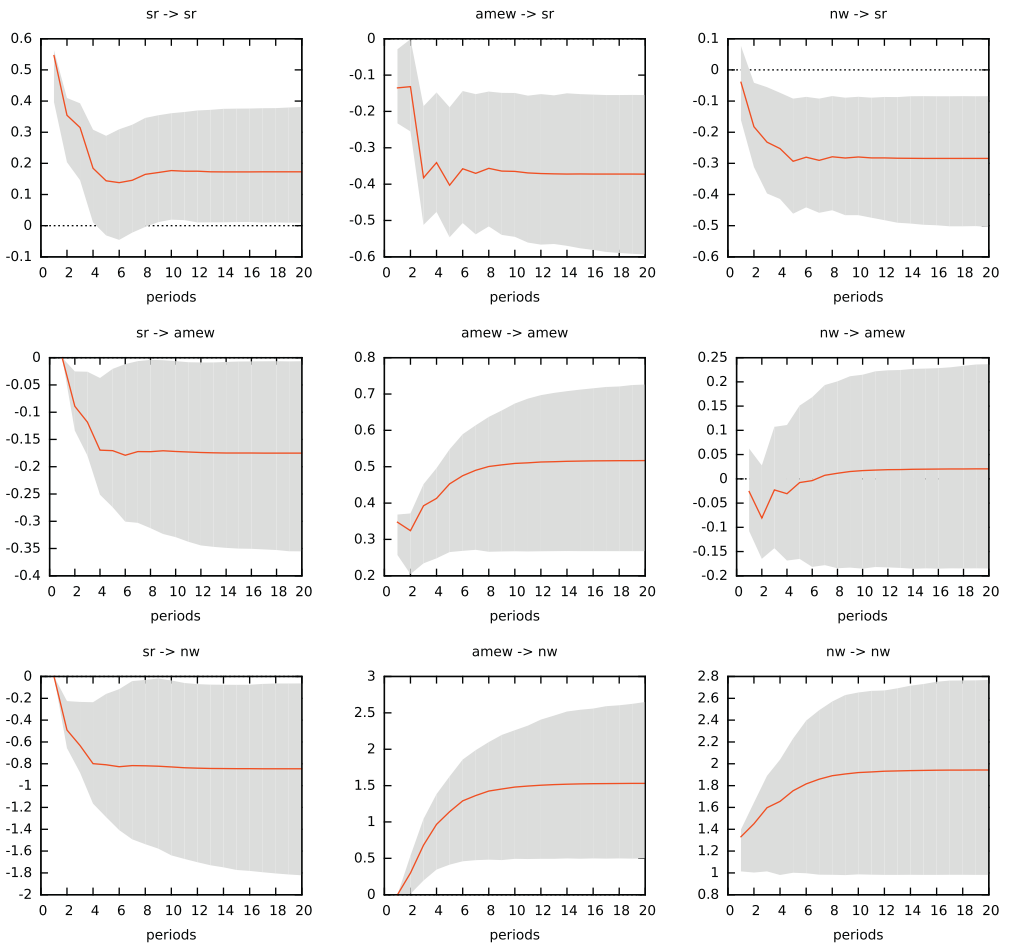 sr -> sr
0.6
0.5
0.4
0.3
0.2
0.1
0
-0.1
0 2 4 6 8 10 12 14 16 18 20
periods
amew -> sr
0
-0.1
-0.2
-0.3
-0.4
-0.5
-0.6
0 2 4 6 8 10 12 14 16 18 20
periods
nw -> sr
0.1
0
-0.1
-0.2
-0.3
-0.4
-0.5
-0.6
0 2 4 6 8 10 12 14 16 18 20
periods
sr -> amew
0
-0.05
-0.1
-0.15
-0.2
-0.25
-0.3
-0.35
-0.4
0 2 4 6 8 10 12 14 16 18 20
periods
amew -> amew
0.8
0.7
0.6
0.5
0.4
0.3
0.2
0 2 4 6 8 10 12 14 16 18 20
periods
nw -> amew
0.25
0.2
0.15
0.1
0.05
0
-0.05
-0.1
-0.15
-0.2
0 2 4 6 8 10 12 14 16 18 20
periods
sr -> nw
0
-0.2
-0.4
-0.6
-0.8
-1
-1.2
-1.4
-1.6
-1.8
-2
0 2 4 6 8 10 12 14 16 18 20
periods
amew -> nw
3
2.5
2
1.5
1
0.5
0
0 2 4 6 8 10 12 14 16 18 20
periods
nw -> nw
2.8
2.6
2.4
2.2
2
1.8
1.6
1.4
1.2
1
0.8
0 2 4 6 8 10 12 14 16 18 20
periods